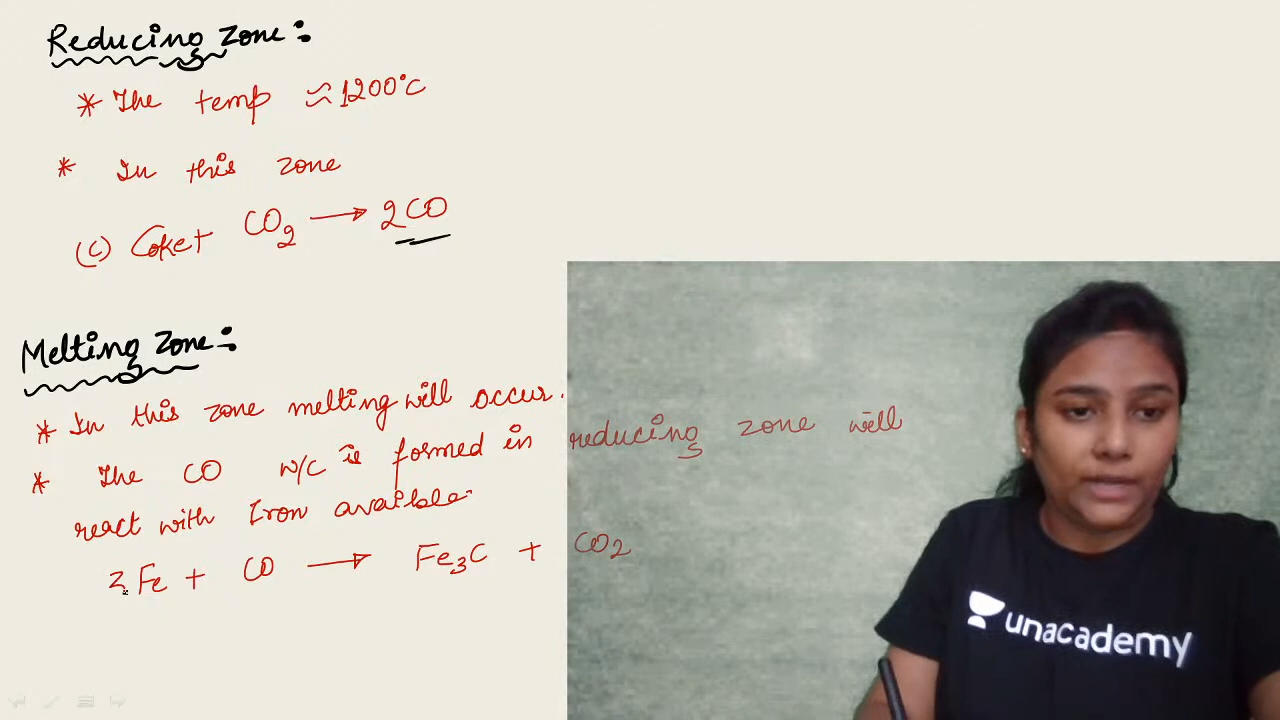 Reducing Zone:
* The temp ≈ 1200°C
* In this zone
(C) Coke + CO₂ → 2CO
Melting Zone:
* In this zone melting will occur.
* The CO w/c is formed in reducing zone will
react with Iron available
3Fe + CO → Fe₃C + CO₂
unacademy